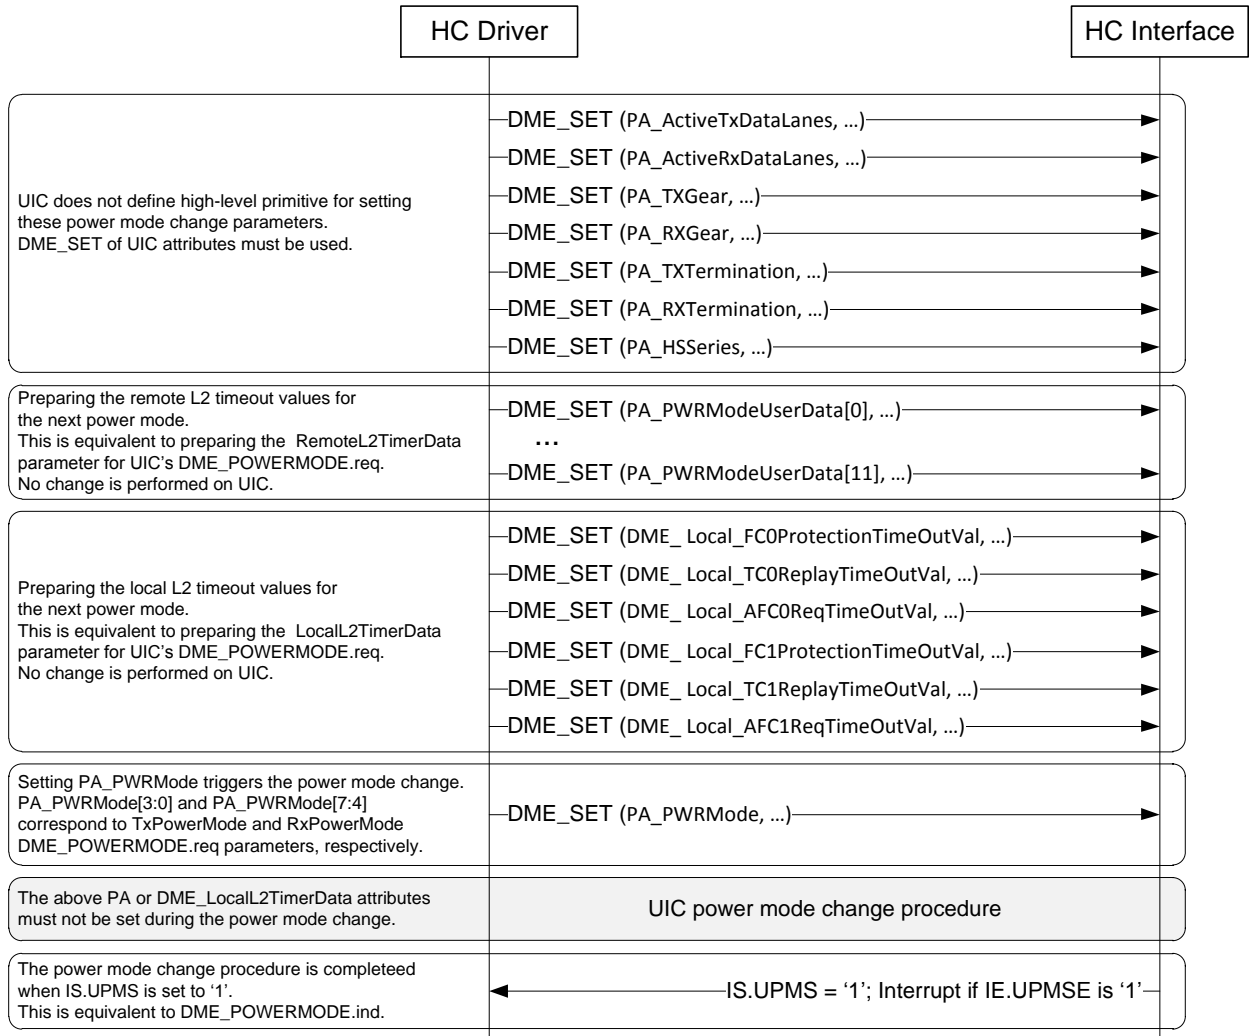 HC Driver
HC Interface
UIC does not define high-level primitive for setting
these power mode change parameters.
DME_SET of UIC attributes must be used.
DME_SET (PA_ActiveTxDataLanes, ...)
DME_SET (PA_ActiveRxDataLanes, ...)
DME_SET (PA_TXGear, ...)
DME_SET (PA_RXGear, ...)
DME_SET (PA_TXTermination, ...)
DME_SET (PA_RXTermination, ...)
DME_SET (PA_HSSeries, ...)
Preparing the remote L2 timeout values for
the next power mode.
This is equivalent to preparing the  RemoteL2TimerData
parameter for UIC’s DME_POWERMODE.req.
No change is performed on UIC.
DME_SET (PA_PWRModeUserData[0], ...)
...
DME_SET (PA_PWRModeUserData[11], ...)
Preparing the local L2 timeout values for
the next power mode.
This is equivalent to preparing the  LocalL2TimerData
parameter for UIC’s DME_POWERMODE.req.
No change is performed on UIC.
DME_SET (DME_ Local_FC0ProtectionTimeOutVal, ...)
DME_SET (DME_ Local_TC0ReplayTimeOutVal, ...)
DME_SET (DME_ Local_AFC0ReqTimeOutVal, ...)
DME_SET (DME_ Local_FC1ProtectionTimeOutVal, ...)
DME_SET (DME_ Local_TC1ReplayTimeOutVal, ...)
DME_SET (DME_ Local_AFC1ReqTimeOutVal, ...)
Setting PA_PWRMode triggers the power mode change.
PA_PWRMode[3:0] and PA_PWRMode[7:4]
correspond to TxPowerMode and RxPowerMode
DME_POWERMODE.req parameters, respectively.
DME_SET (PA_PWRMode, ...)
The above PA or DME_LocalL2TimerData attributes
must not be set during the power mode change.
UIC power mode change procedure
The power mode change procedure is completeed
when IS.UPMS is set to ‘1’.
This is equivalent to DME_POWERMODE.ind.
IS.UPMS = ‘1’; Interrupt if IE.UPMSE is ‘1’